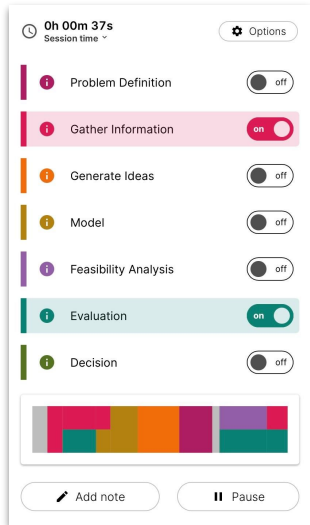 0h 00m 37s
Options
Session time
Problem Definition
off
Gather Information
on
Generate Ideas
off
Model
off
Feasibility Analysis
off
Evaluation
on
Decision
off
Add note
Pause